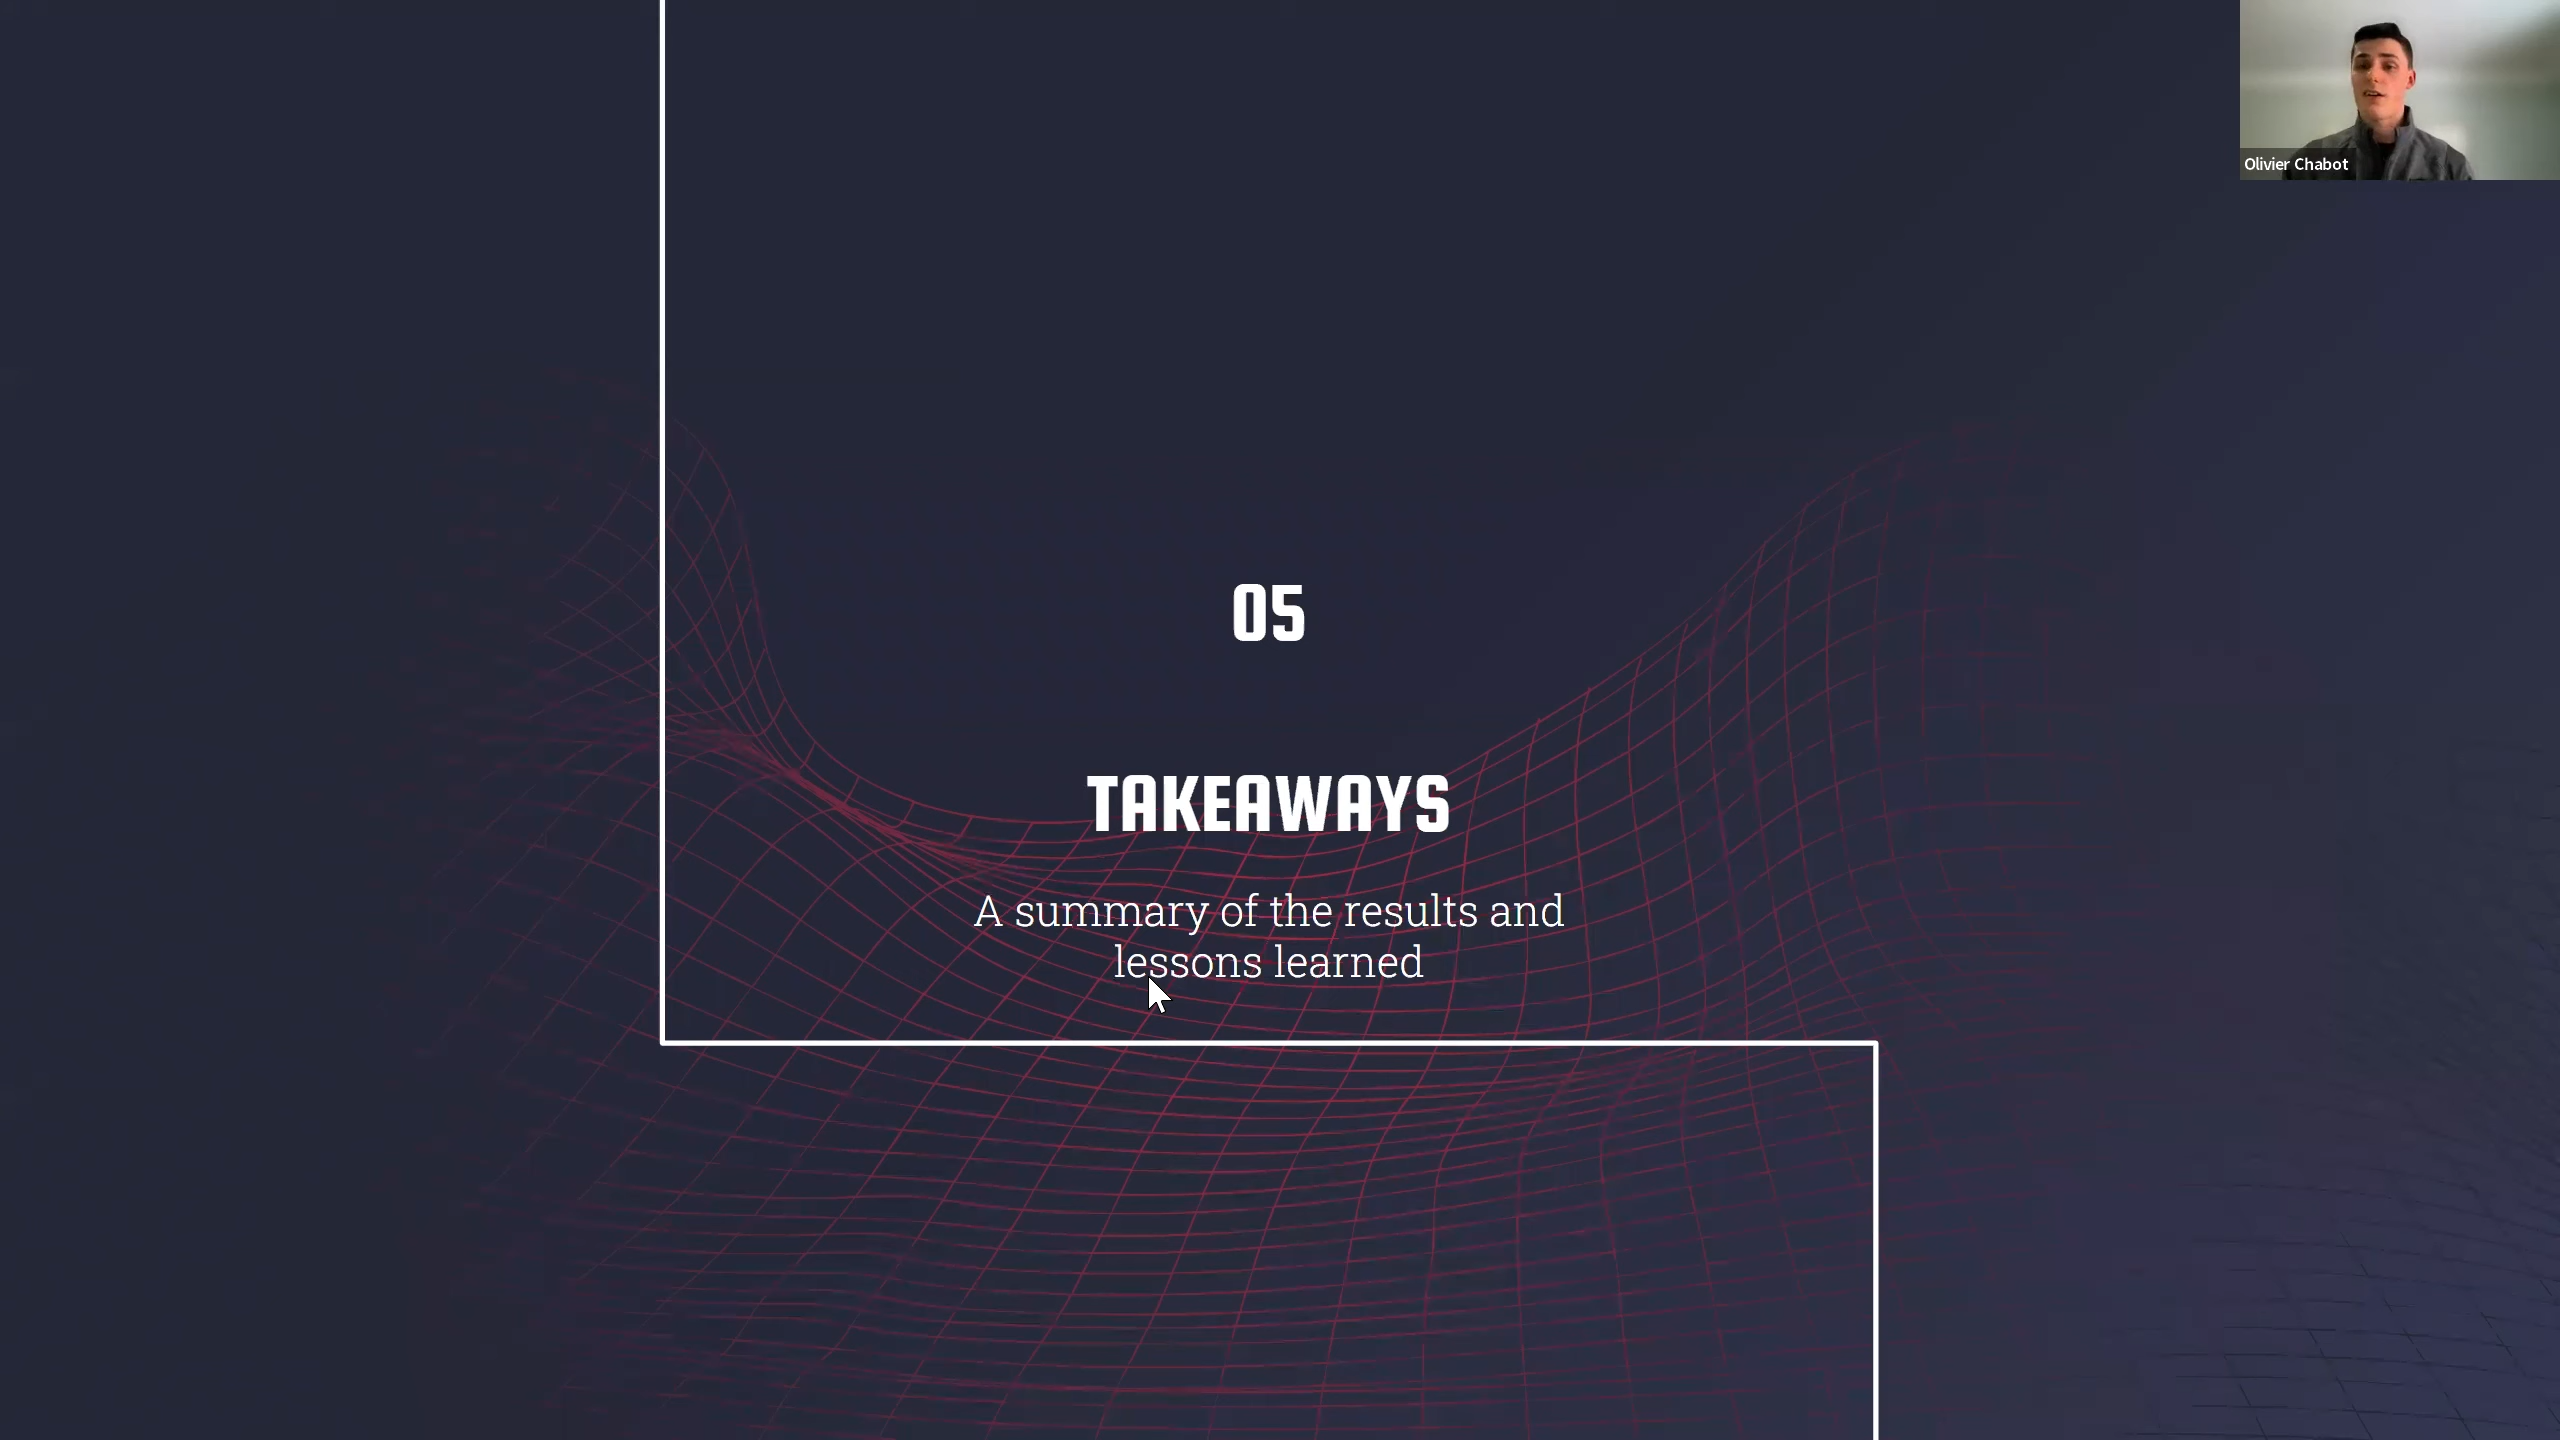 Olivier Chabot
05
TAKEAWAYS
A summary of the results and
lessons learned